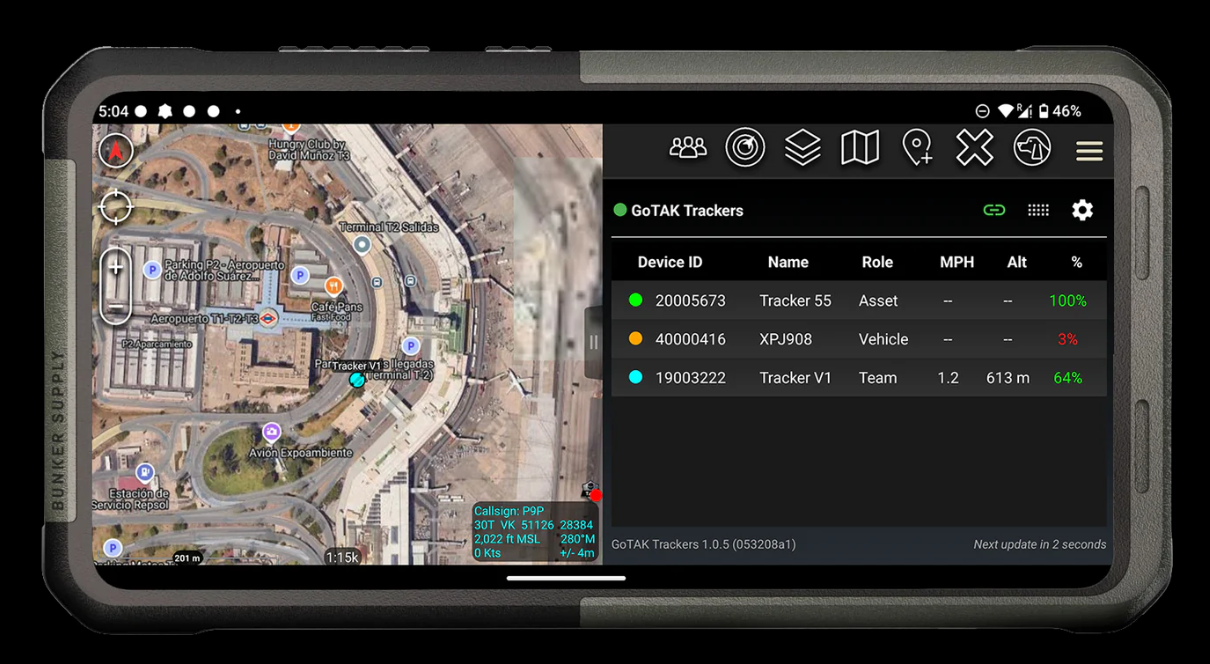 BUNKER SUPPLY
5:04
R
46%
Hungry Club by
David Muñoz T3
Terminal T2 Salidas
P
Parking P2 - Aeropuerto
de Adolfo Suárez
P
Café Pans
Fast Food
Aeropuerto T1-T2-T3
P2 Aparcamiento
P
llegadas
Tracker V1
Terminal T-2)
Avión Expoambiente
Estación de
Servicio Repsol
P
201 m
1:15k
Callsign: P9P
30T VK 51126 28384
2,022 ft MSL 280°M
0 Kts +/- 4m
GoTAK Trackers
Device ID Name Role MPH Alt %
20005673 Tracker 55 Asset -- -- 100%
40000416 XPJ908 Vehicle -- -- 3%
19003222 Tracker V1 Team 1.2 613 m 64%
GoTAK Trackers 1.0.5 (053208a1)
Next update in 2 seconds